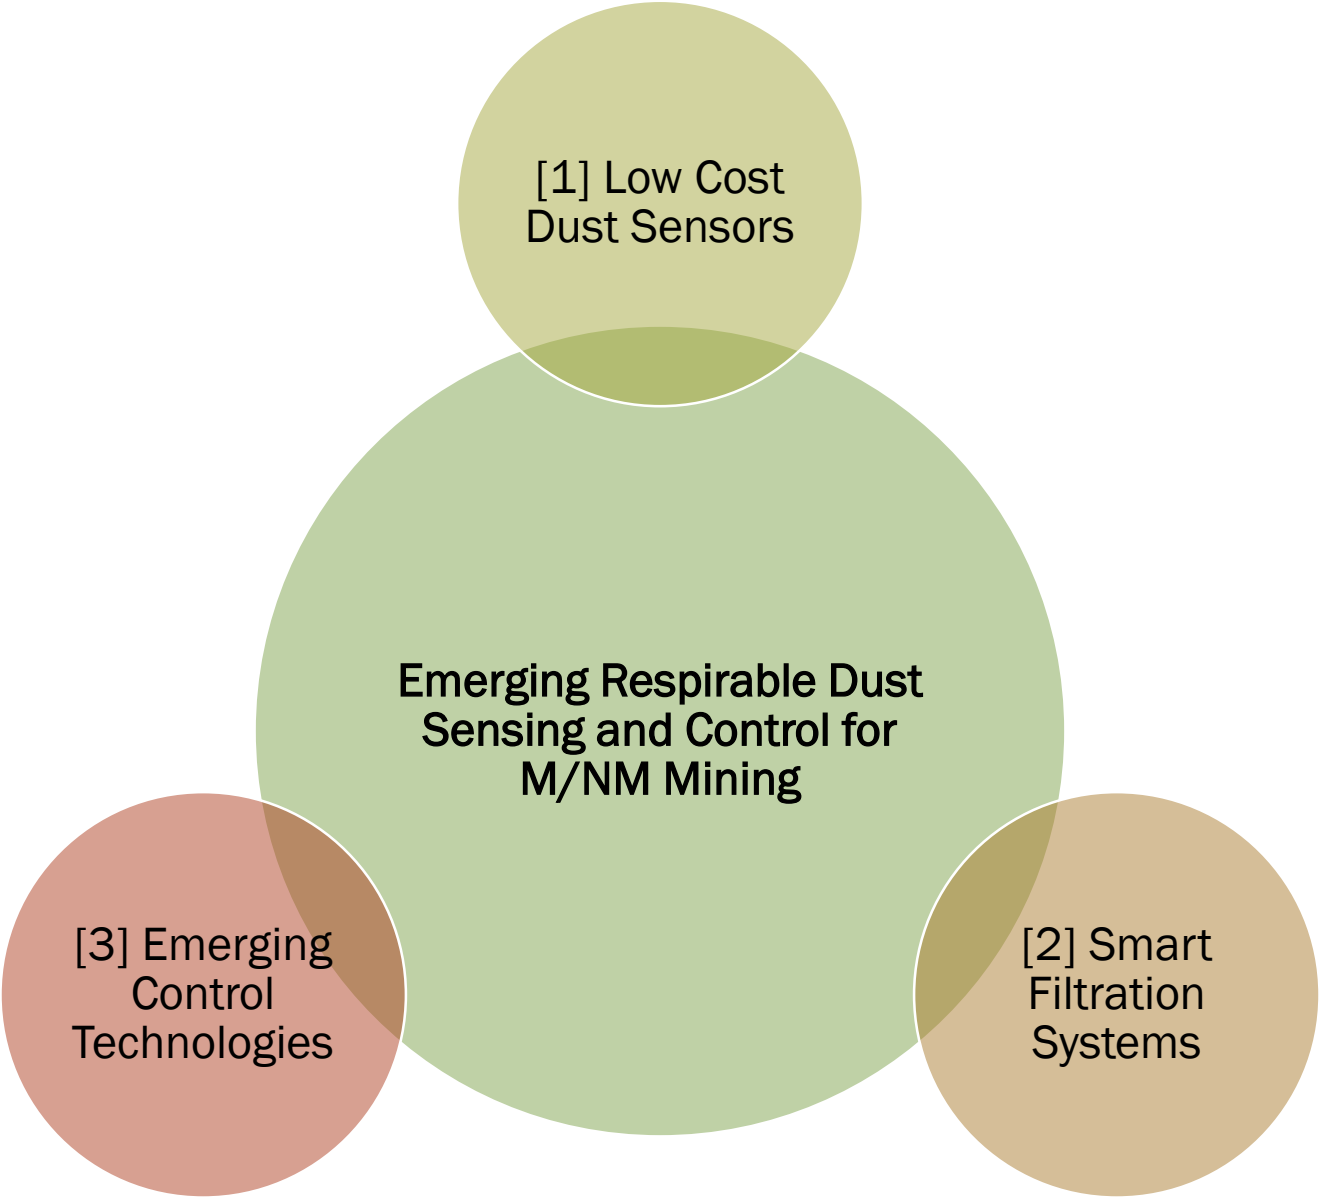 [1] Low Cost
Dust Sensors
Emerging Respirable Dust
Sensing and Control for
M/NM Mining
[3] Emerging
Control
Technologies
[2] Smart
Filtration
Systems